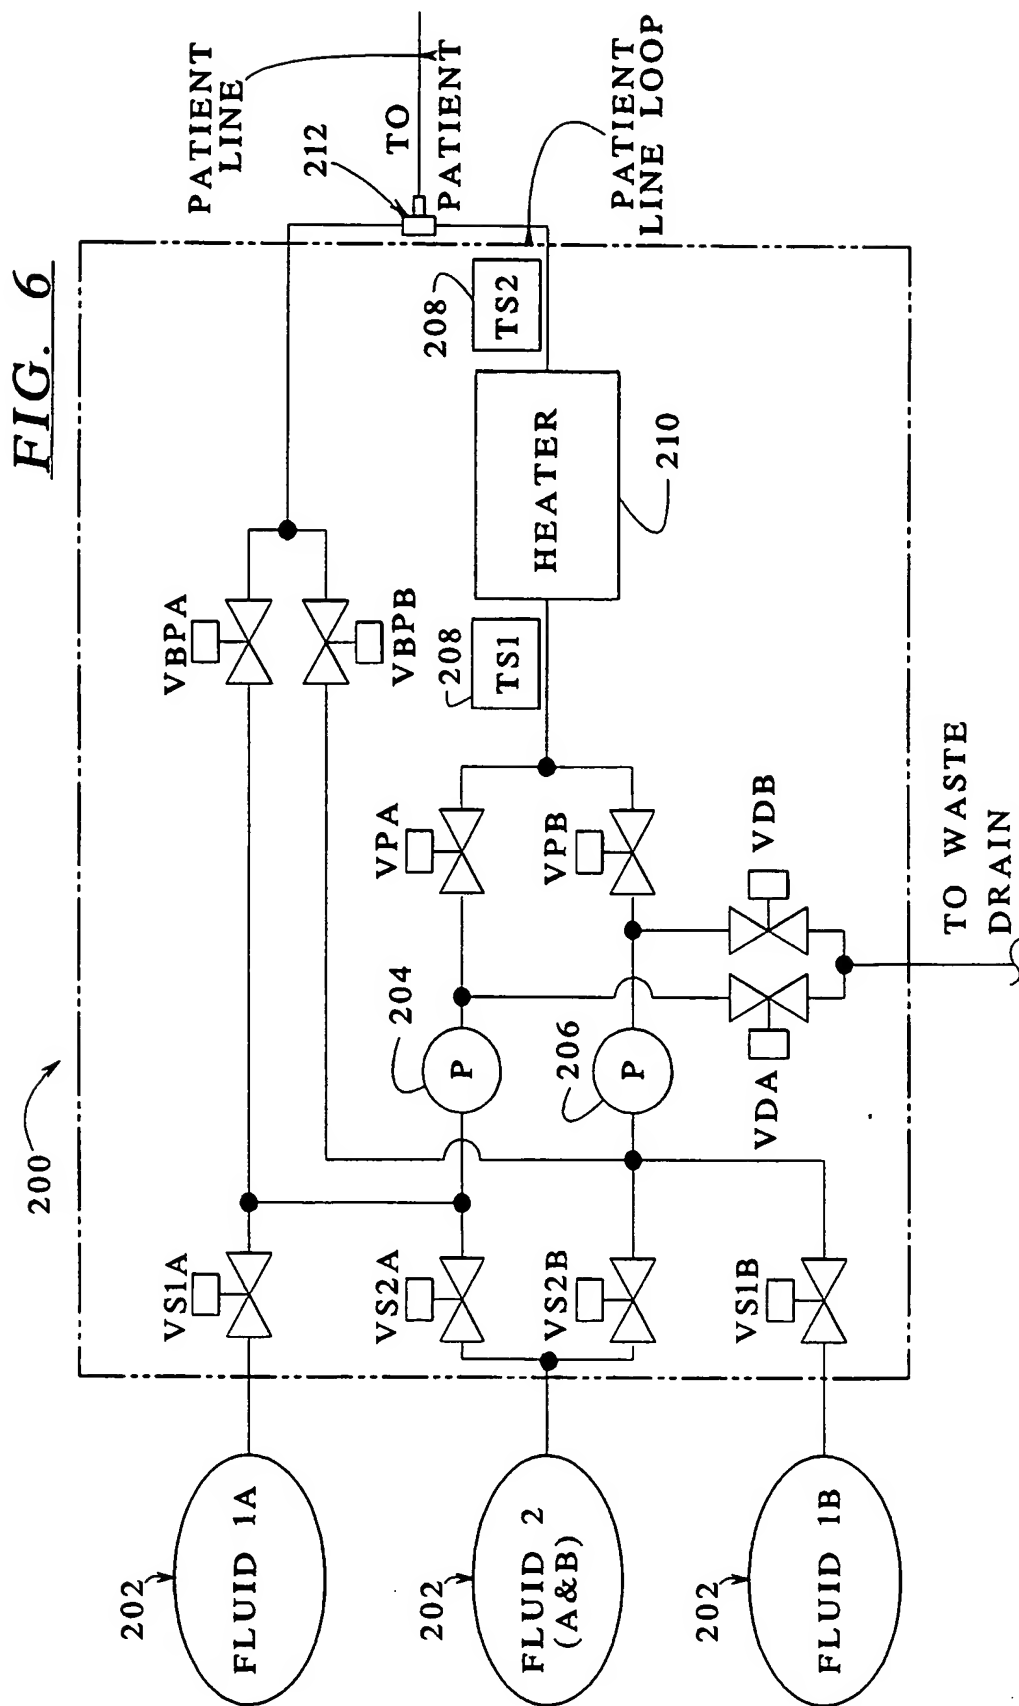 FIG. 6
200
PATIENT
LINE
212
TO
PATIENT
PATIENT
LINE LOOP
VBPA
VBPB
208
TS2
HEATER
210
208
TS1
VPA
VPB
VDB
VDA
TO WASTE
DRAIN
204
P
206
P
VS1A
VS2A
VS2B
VS1B
202
FLUID 1A
202
FLUID 2
(A&B)
202
FLUID 1B